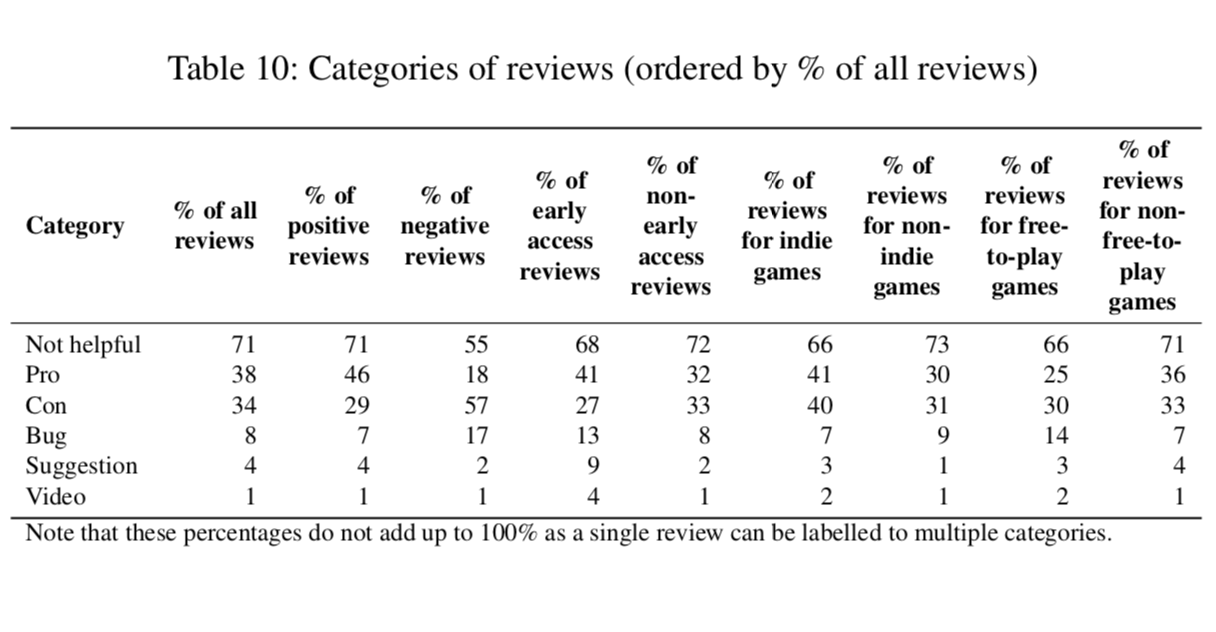 Table 10: Categories of reviews (ordered by % of all reviews)
Category
% of all
reviews
% of
positive
reviews
% of
negative
reviews
% of
early
access
reviews
% of
non-
early
access
reviews
% of
reviews
for indie
games
% of
reviews
for non-
indie
games
% of
reviews
for free-
to-play
games
% of
reviews
for non-
free-to-
play
games
Not helpful 71 71 55 68 72 66 73 66 71
Pro 38 46 18 41 32 41 30 25 36
Con 34 29 57 27 33 40 31 30 33
Bug 8 7 17 13 8 7 9 14 7
Suggestion 4 4 2 9 2 3 1 3 4
Video 1 1 1 4 1 2 1 2 1
Note that these percentages do not add up to 100% as a single review can be labelled to multiple categories.